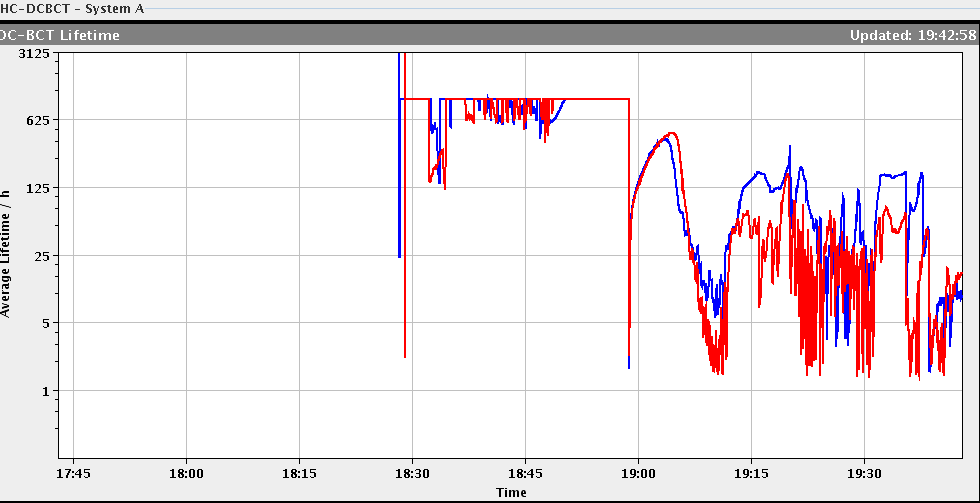 HC-DCBCT - System A
DC-BCT Lifetime Updated: 19:42:58
3125
625
125
25
5
1
Average Lifetime / h
17:45 18:00 18:15 18:30 18:45 19:00 19:15 19:30
Time